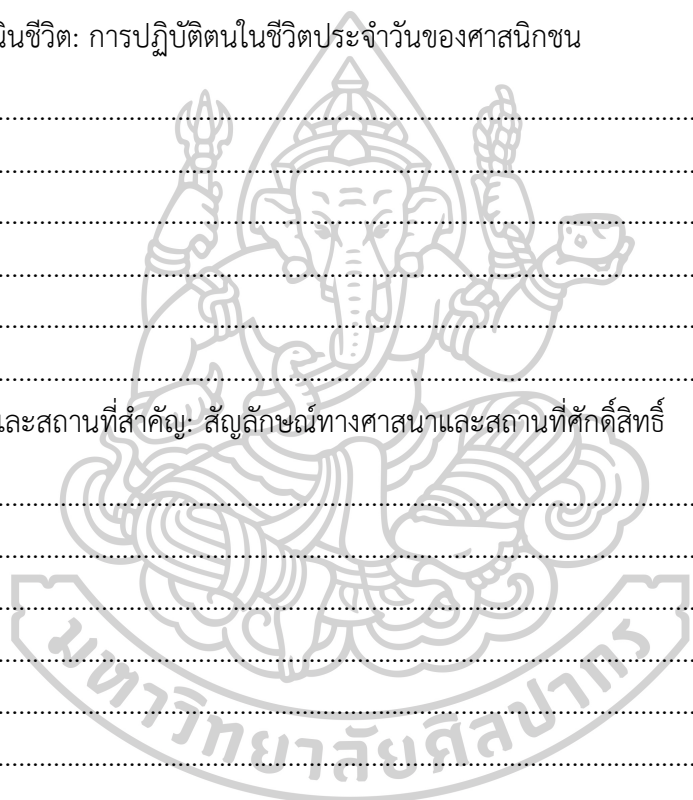 นินชีวิต: การปฏิบัติตนในชีวิตประจำวันของศาสนิกชน
และสถานที่สำคัญ: สัญลักษณ์ทางศาสนาและสถานที่ศักดิ์สิทธิ์
มหาวิทยาลัยศิลปากร